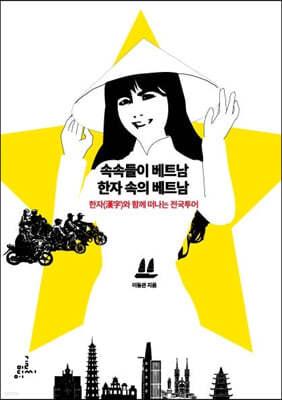 속속들이 베트남
한자 속의 베트남
한자(漢字)와 함께 떠나는 전국투어
이동관 지음